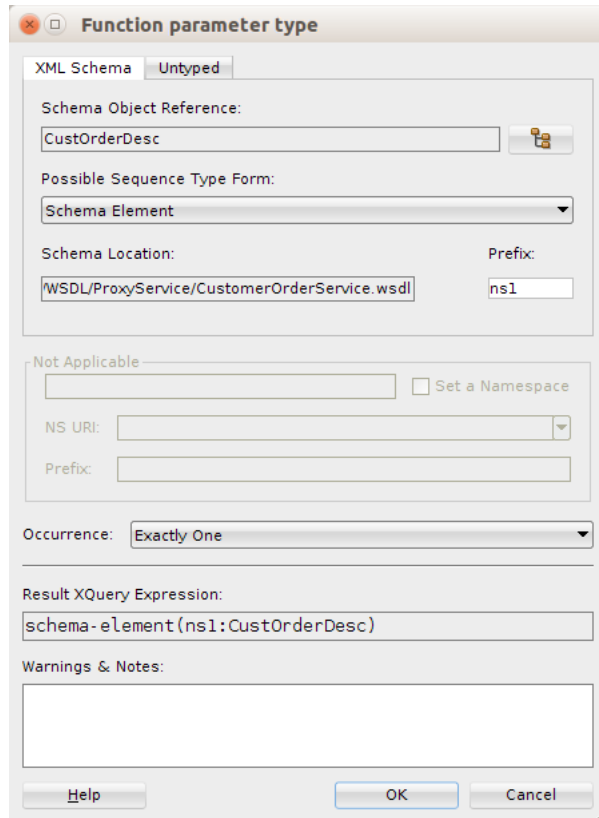 Function parameter type
XML Schema Untyped
Schema Object Reference:
CustOrderDesc
Possible Sequence Type Form:
Schema Element
Schema Location: Prefix:
WSDL/ProxyService/CustomerOrderService.wsdl ns1
Not Applicable
Set a Namespace
NS URI:
Prefix:
Occurrence: Exactly One
Result XQuery Expression:
schema-element(ns1:CustOrderDesc)
Warnings & Notes:
Help OK Cancel